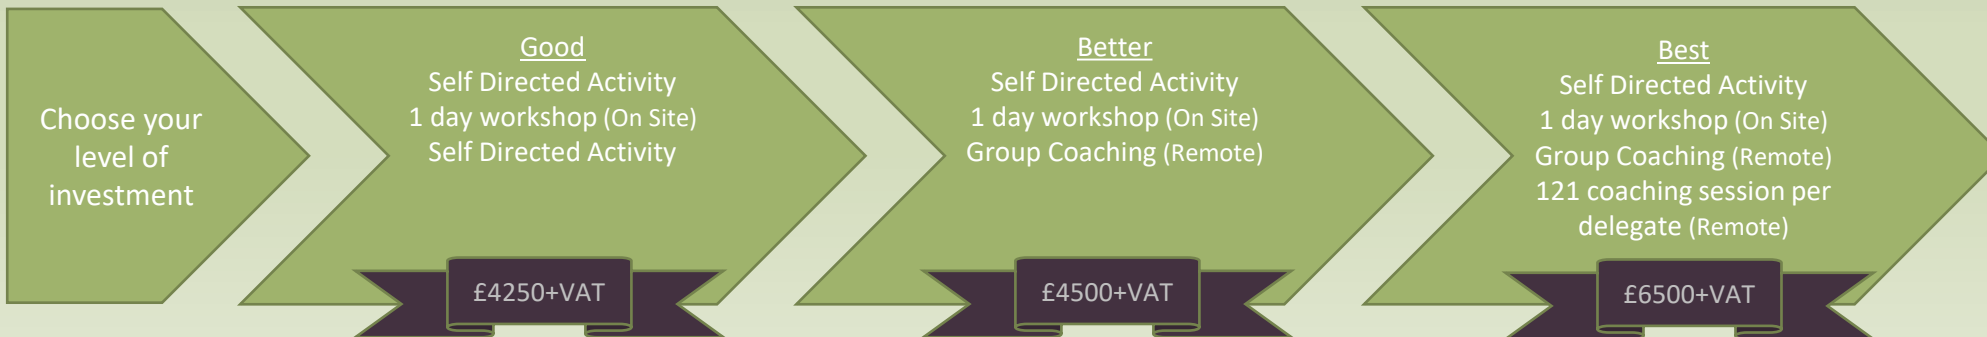 Choose your
level of
investment
Good
Self Directed Activity
1 day workshop (On Site)
Self Directed Activity
£4250+VAT
Better
Self Directed Activity
1 day workshop (On Site)
Group Coaching (Remote)
£4500+VAT
Best
Self Directed Activity
1 day workshop (On Site)
Group Coaching (Remote)
121 coaching session per
delegate (Remote)
£6500+VAT